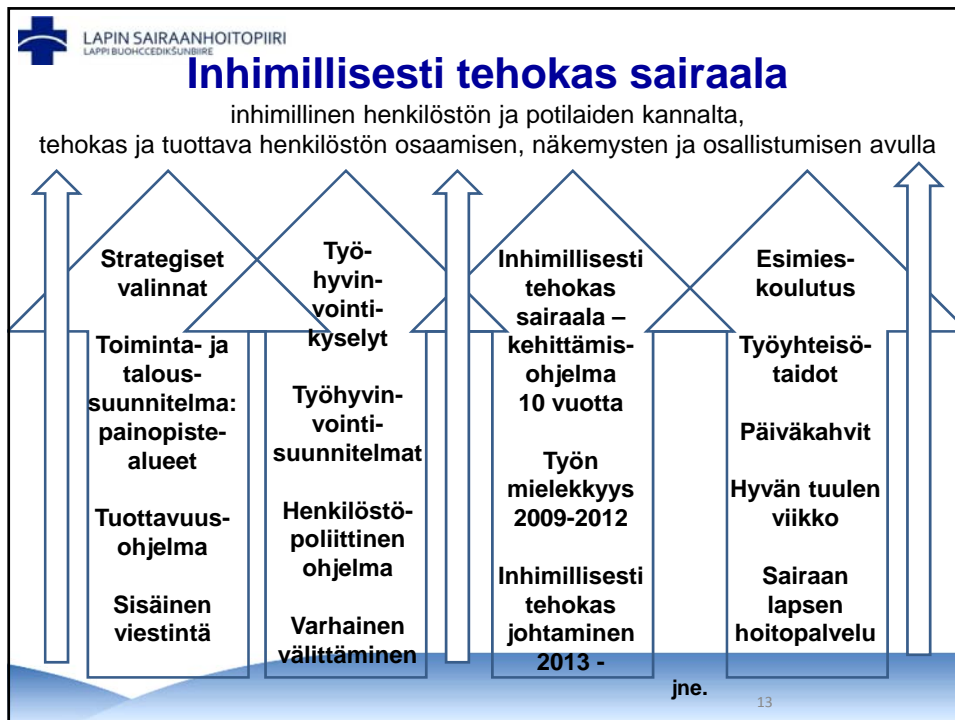 LAPIN SAIRAANHOITOPIIRI
LAPPI BUOHCCEDIKŠUNBIIRE
Inhimillisesti tehokas sairaala
inhimillinen henkilöstön ja potilaiden kannalta,
tehokas ja tuottava henkilöstön osaamisen, näkemysten ja osallistumisen avulla
Strategiset
valinnat
Toiminta- ja
talous-
suunnitelma:
painopiste-
alueet
Tuottavuus-
ohjelma
Sisäinen
viestintä
Työ-
hyvin-
vointi-
kyselyt
Työhyvin-
vointi-
suunnitelmat
Henkilöstö-
poliittinen
ohjelma
Varhainen
välittäminen
Inhimillisesti
tehokas
sairaala –
kehittämis-
ohjelma
10 vuotta
Työn
mielekkyys
2009-2012
Inhimillisesti
tehokas
johtaminen
2013 -
Esimies-
koulutus
Työyhteisö-
taidot
Päiväkahvit
Hyvän tuulen
viikko
Sairaan
lapsen
hoitopalvelu
jne.
13